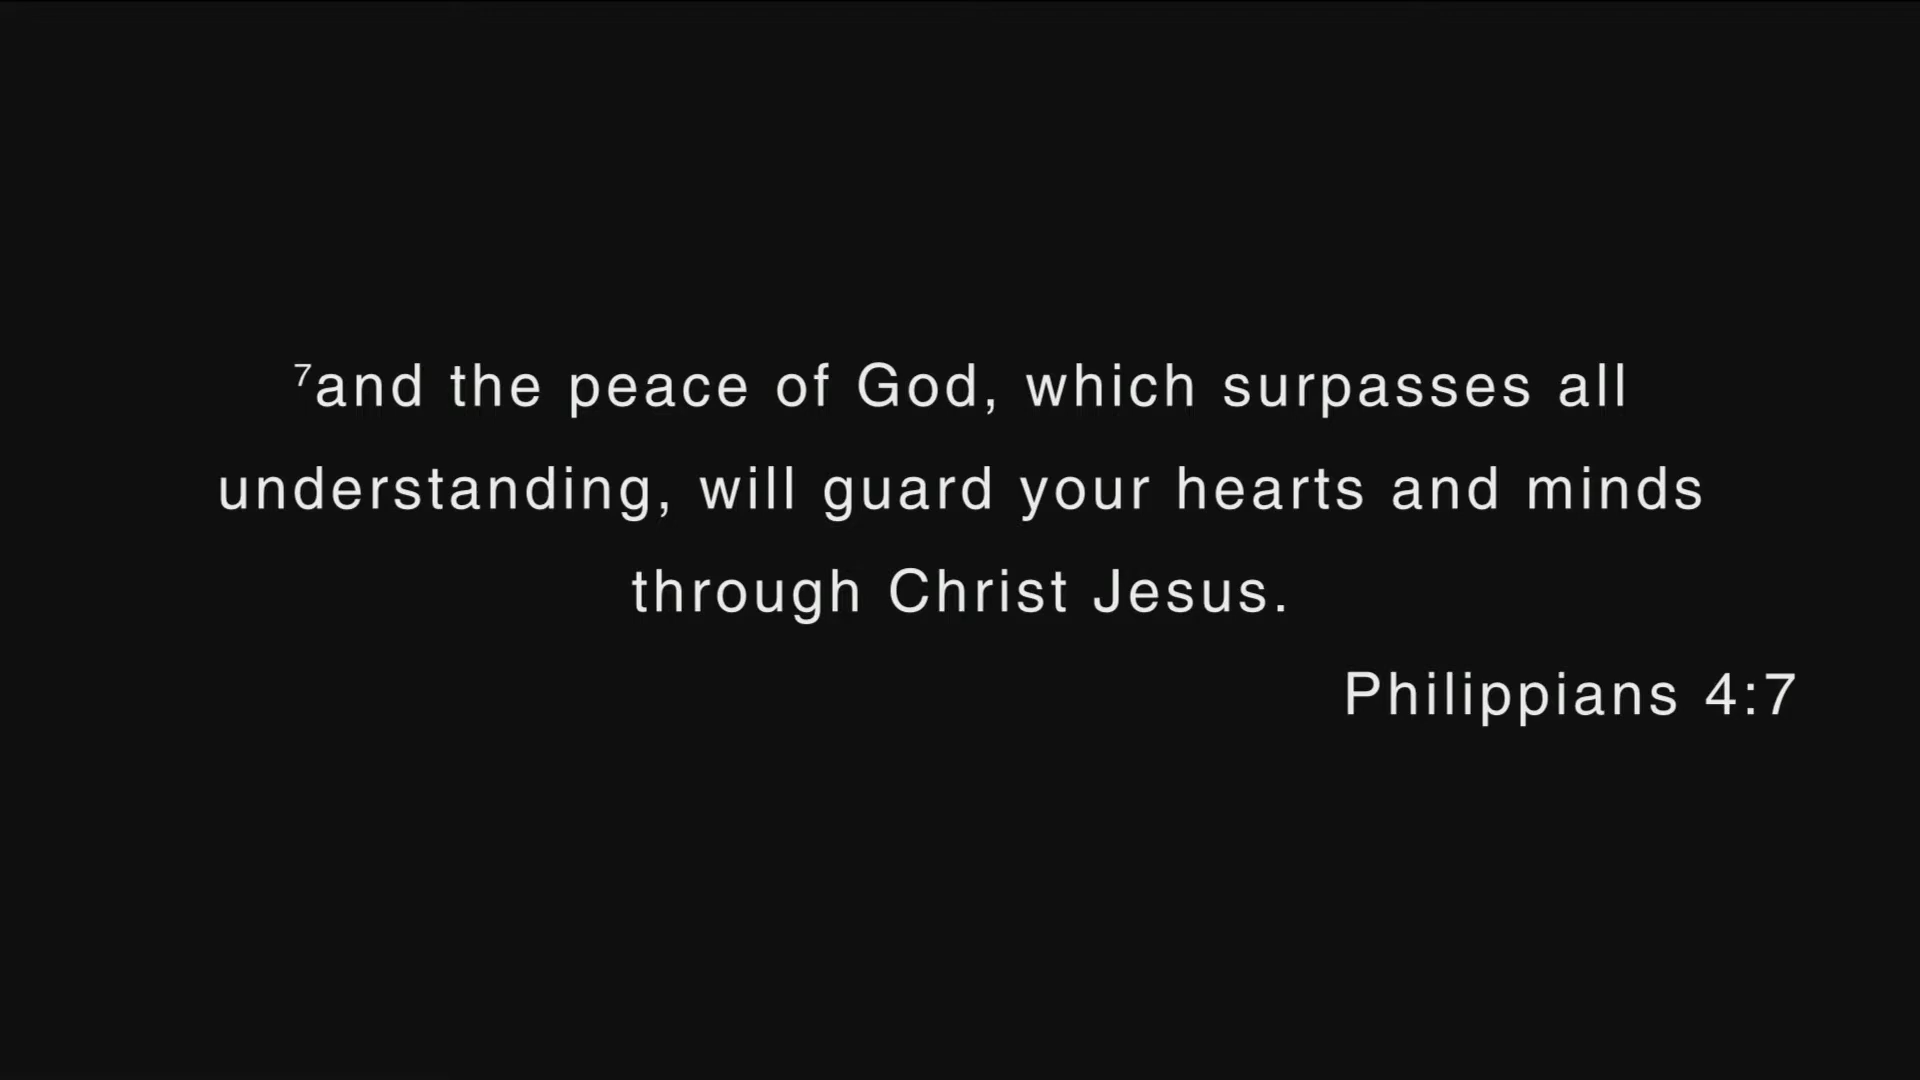 ⁷and the peace of God, which surpasses all
understanding, will guard your hearts and minds
through Christ Jesus.
Philippians 4:7